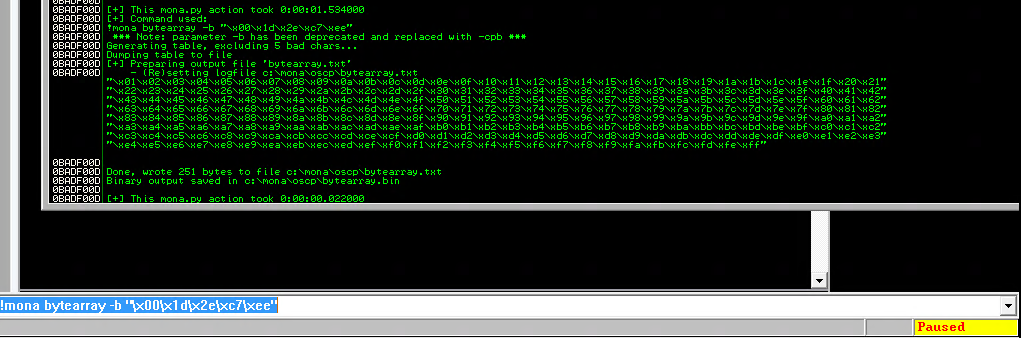 0BADF00D
0BADF00D [+] This mona.py action took 0:00:01.534000
0BADF00D [+] Command used:
0BADF00D !mona bytearray -b "\x00\x1d\x2e\xc7\xee"
0BADF00D *** Note: parameter -b has been deprecated and replaced with -cpb ***
0BADF00D Generating table, excluding 5 bad chars...
0BADF00D Dumping table to file
0BADF00D [+] Preparing output file 'bytearray.txt'
0BADF00D - (Re)setting logfile c:\mona\oscp\bytearray.txt
"\x01\x02\x03\x04\x05\x06\x07\x08\x09\x0a\x0b\x0c\x0d\x0e\x0f\x10\x11\x12\x13\x14\x15\x16\x17\x18\x19\x1a\x1b\x1c\x1e\x1f\x20\x21"
"\x22\x23\x24\x25\x26\x27\x28\x29\x2a\x2b\x2c\x2d\x2f\x30\x31\x32\x33\x34\x35\x36\x37\x38\x39\x3a\x3b\x3c\x3d\x3e\x3f\x40\x41\x42"
"\x43\x44\x45\x46\x47\x48\x49\x4a\x4b\x4c\x4d\x4e\x4f\x50\x51\x52\x53\x54\x55\x56\x57\x58\x59\x5a\x5b\x5c\x5d\x5e\x5f\x60\x61\x62"
"\x63\x64\x65\x66\x67\x68\x69\x6a\x6b\x6c\x6d\x6e\x6f\x70\x71\x72\x73\x74\x75\x76\x77\x78\x79\x7a\x7b\x7c\x7d\x7e\x7f\x80\x81\x82"
"\x83\x84\x85\x86\x87\x88\x89\x8a\x8b\x8c\x8d\x8e\x8f\x90\x91\x92\x93\x94\x95\x96\x97\x98\x99\x9a\x9b\x9c\x9d\x9e\x9f\xa0\xa1\xa2"
"\xa3\xa4\xa5\xa6\xa7\xa8\xa9\xaa\xab\xac\xad\xae\xaf\xb0\xb1\xb2\xb3\xb4\xb5\xb6\xb7\xb8\xb9\xba\xbb\xbc\xbd\xbe\xbf\xc0\xc1\xc2"
"\xc3\xc4\xc5\xc6\xc8\xc9\xca\xcb\xcc\xcd\xce\xcf\xd0\xd1\xd2\xd3\xd4\xd5\xd6\xd7\xd8\xd9\xda\xdb\xdc\xdd\xde\xdf\xe0\xe1\xe2\xe3"
"\xe4\xe5\xe6\xe7\xe8\xe9\xea\xeb\xec\xed\xef\xf0\xf1\xf2\xf3\xf4\xf5\xf6\xf7\xf8\xf9\xfa\xfb\xfc\xfd\xfe\xff"
0BADF00D
0BADF00D Done, wrote 251 bytes to file c:\mona\oscp\bytearray.txt
0BADF00D Binary output saved in c:\mona\oscp\bytearray.bin
0BADF00D
0BADF00D [+] This mona.py action took 0:00:00.022000
!mona bytearray -b "\x00\x1d\x2e\xc7\xee"
Paused